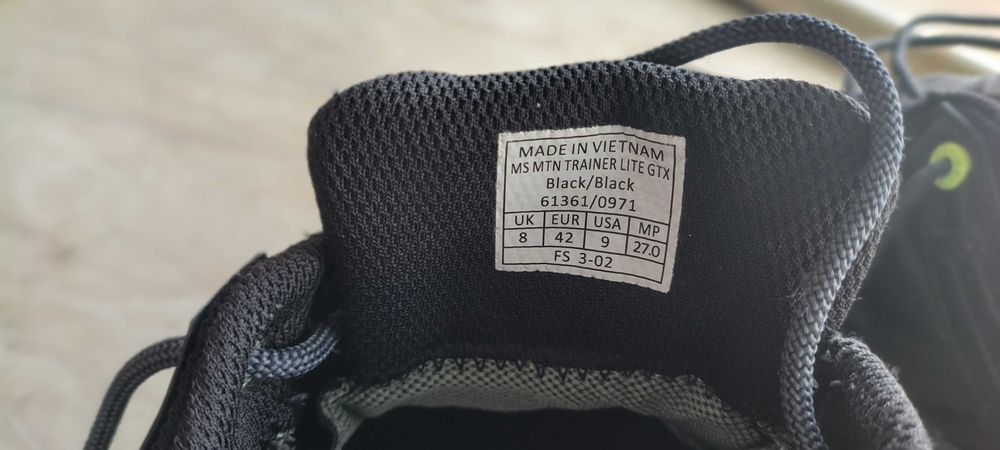 MADE IN VIETNAM
MS MTN TRAINER LITE GTX
Black/Black
61361/0971
UK EUR USA MP
8 42 9 27.0
FS 3-02